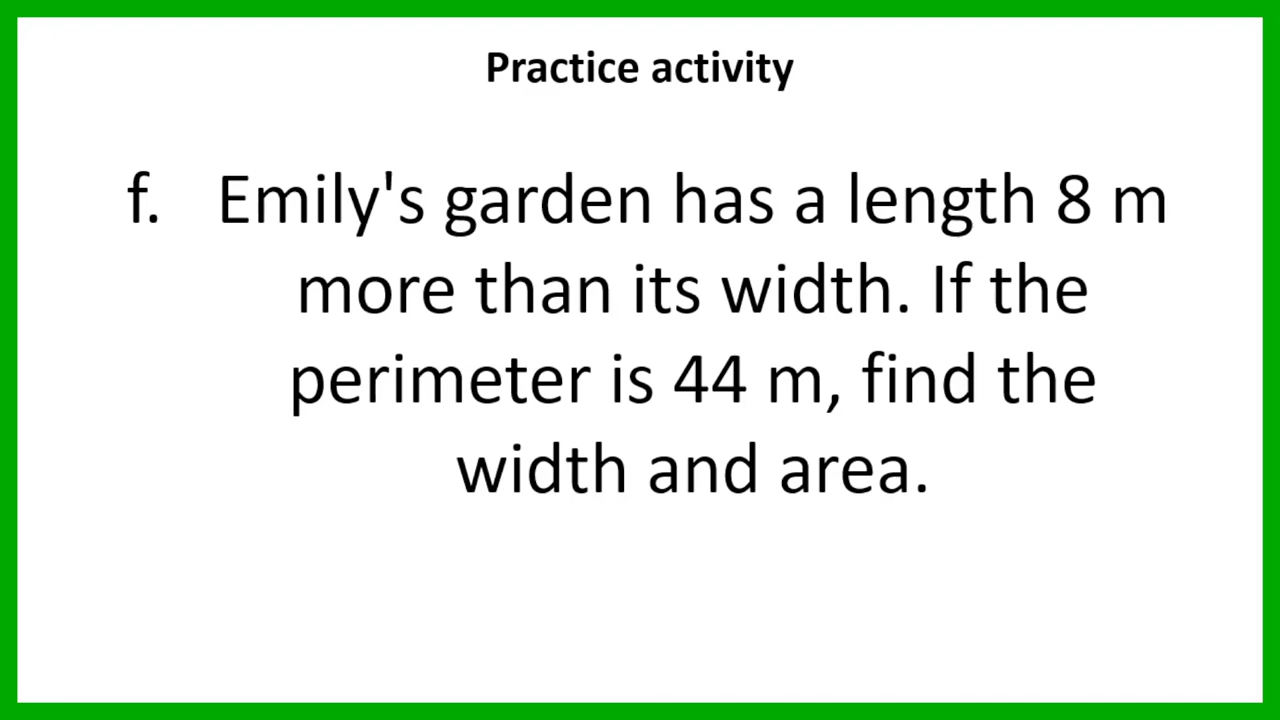 Practice activity
f. Emily's garden has a length 8 m
more than its width. If the
perimeter is 44 m, find the
width and area.